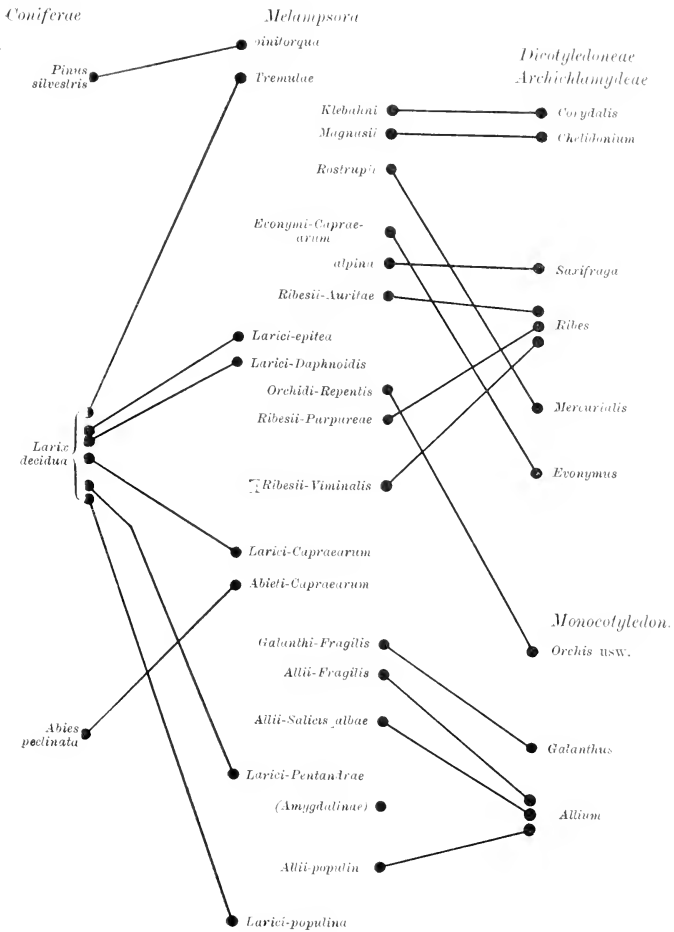 Coniferae
Melampsora
Dicotyledoneae
Archichlamydeae
pinitorqua
Pinus
silvestris
Tremulae
Klebahni
Corydalis
Magnusii
Chelidonium
Rostrupii
Evonymi-Caprae-
arum
alpina
Saxifraga
Ribesii-Auritae
Ribes
Larici-epitea
Larici-Daphnoidis
Orchidi-Repentis
Mercurialis
Ribesii-Purpureae
Larix
decidua
Evonymus
Ribesii-Viminalis
Larici-Capraearum
Abieti-Capraearum
Monocotyledon.
Galanthi-Fragilis
Orchis usw.
Allii-Fragilis
Allii-Salicis albae
Abies
pectinata
Galanthus
Larici-Pentandrae
(Amygdalinae)
Allium
Allii-populin
Larici-populina